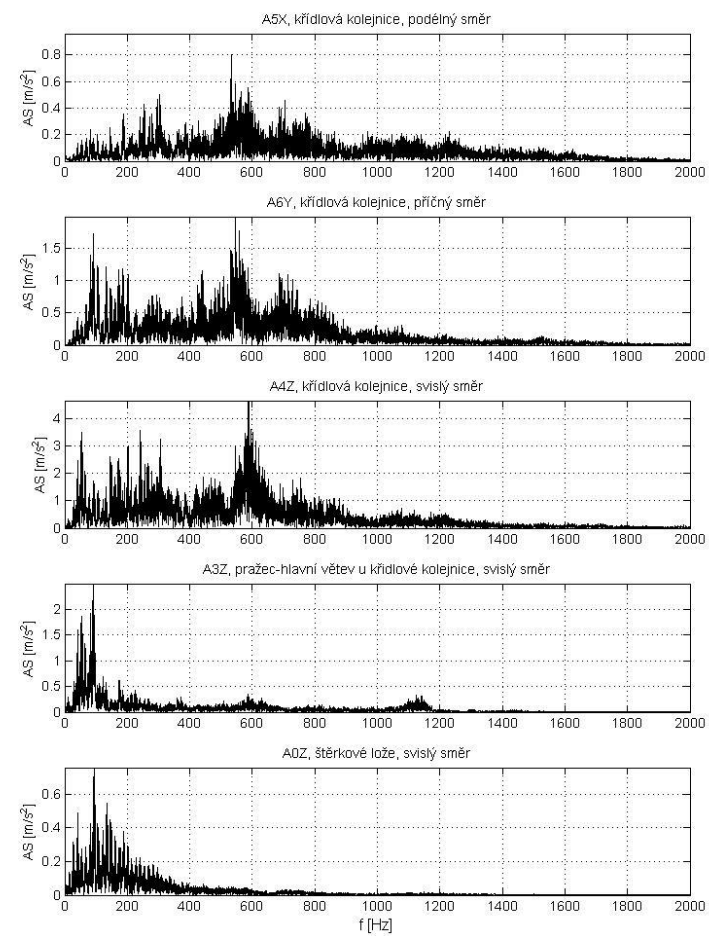 A5X, křídlová kolejnice, podélný směr
AS [m/s²]
0.8
0.6
0.4
0.2
0
0 200 400 600 800 1000 1200 1400 1600 1800 2000
A6Y, křídlová kolejnice, příčný směr
AS [m/s²]
1.5
1
0.5
0
0 200 400 600 800 1000 1200 1400 1600 1800 2000
A4Z, křídlová kolejnice, svislý směr
AS [m/s²]
4
3
2
1
0
0 200 400 600 800 1000 1200 1400 1600 1800 2000
A3Z, pražec-hlavní větev u křídlové kolejnice, svislý směr
AS [m/s²]
2
1.5
1
0.5
0
0 200 400 600 800 1000 1200 1400 1600 1800 2000
A0Z, štěrkové lože, svislý směr
AS [m/s²]
0.6
0.4
0.2
0
0 200 400 600 800 1000 1200 1400 1600 1800 2000
f [Hz]